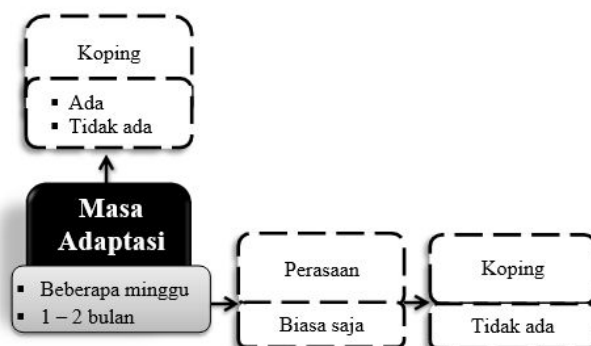 Koping
▪ Ada
▪ Tidak ada
Masa
Adaptasi
▪ Beberapa minggu
▪ 1 – 2 bulan
Perasaan
Biasa saja
Koping
Tidak ada